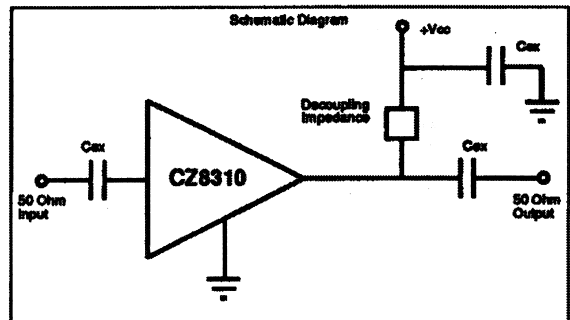 Schematic Diagram
+Vcc
Cex
Decoupling
Impedance
Cex
CZ8310
Cex
50 Ohm
Input
50 Ohm
Output